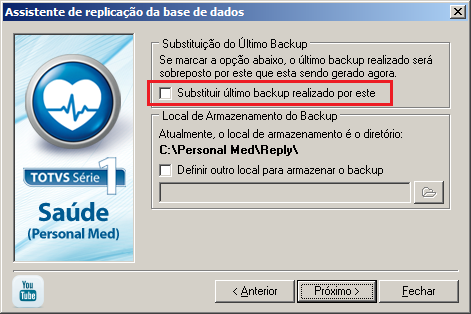 Assistente de replicação da base de dados
Substituição do Último Backup
Se marcar a opção abaixo, o último backup realizado será
sobreposto por este que esta sendo gerado agora.
Substituir último backup realizado por este
Local de Armazenamento do Backup
Atualmente, o local de armazenamento é o diretório:
C:\Personal Med\Reply\
Definir outro local para armazenar o backup
TOTVS Série 1
Saúde
(Personal Med)
You
Tube
< Anterior
Próximo >
Fechar